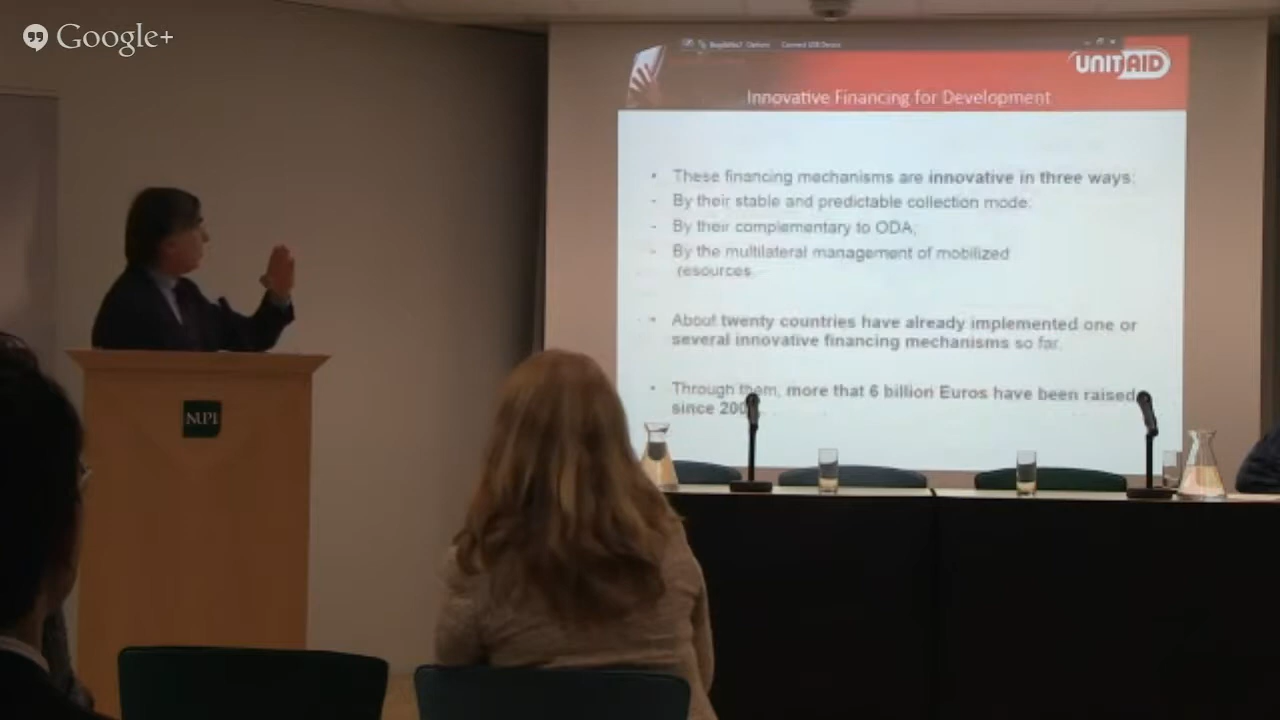 Google+
UNITAID
Innovative Financing for Development
• These financing mechanisms are innovative in three ways:
- By their stable and predictable collection mode;
- By their complementary to ODA;
- By the multilateral management of mobilized
resources
• About twenty countries have already implemented one or
several innovative financing mechanisms so far.
• Through them, more that 6 billion Euros have been raised
since
NUPI